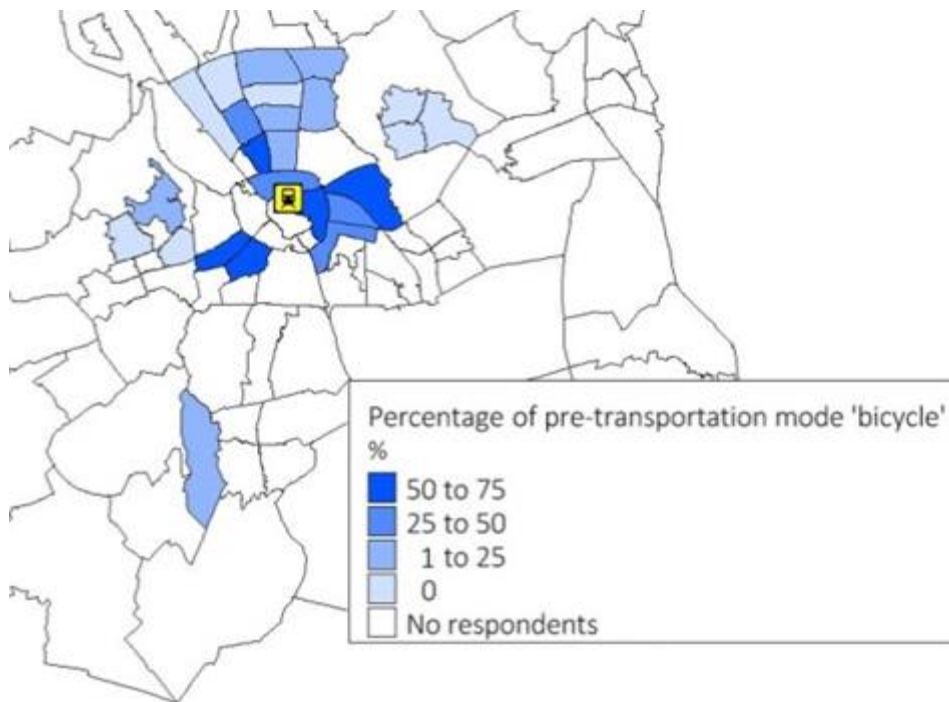 Percentage of pre-transportation mode 'bicycle'
%
50 to 75
25 to 50
1 to 25
0
No respondents